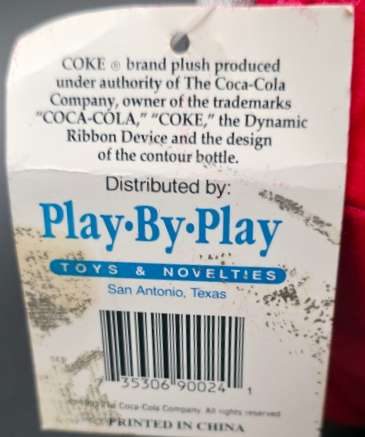 COKE ® brand plush produced
under authority of The Coca-Cola
Company, owner of the trademarks
"COCA-COLA," "COKE," the Dynamic
Ribbon Device and the design
of the contour bottle.
Distributed by:
Play•By•Play
TOYS & NOVELTIES
San Antonio, Texas
7 35306 90024 1
The Coca-Cola Company. All rights reserved
PRINTED IN CHINA